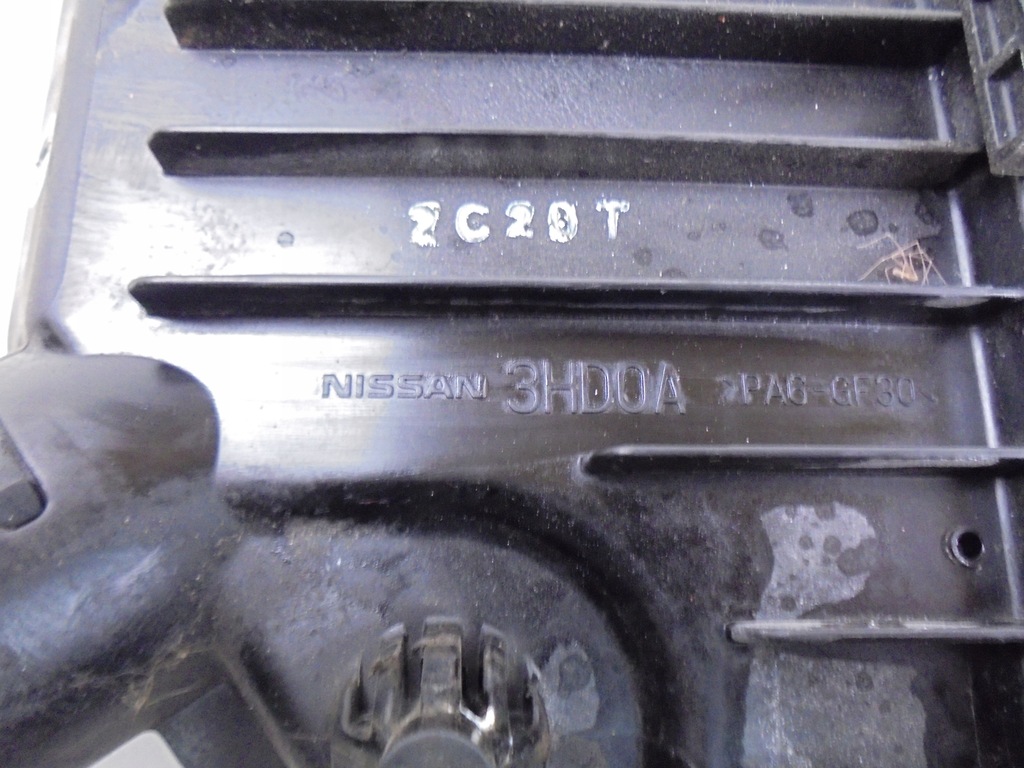 2C20T
NISSAN 3HD0A >PA6-GF30<